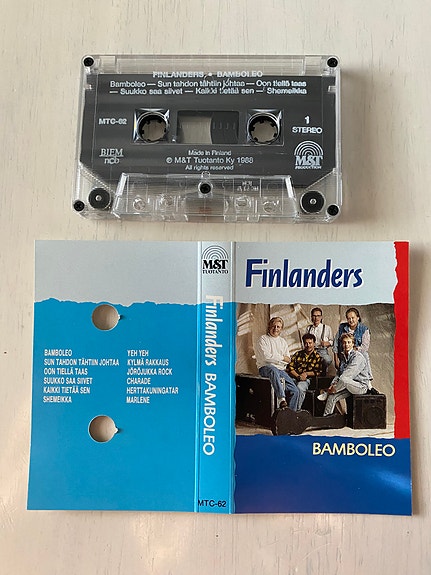 FINLANDERS • BAMBOLEO
Bamboleo — Sun tahdon tähtiin johtaa — Oon tiellä taas
— Suukko saa siivet — Kaikki tietää sen — Shemeikka
MTC-62
1
STEREO
BIEM
ncb
Made in Finland
℗ M&T Tuotanto Ky 1988
All rights reserved
M&T
PRODUCTION
BAMBOLEO
SUN TAHDON TÄHTIIN JOHTAA
OON TIELLÄ TAAS
SUUKKO SAA SIIVET
KAIKKI TIETÄÄ SEN
SHEMEIKKA
YEH YEH
KYLMÄ RAKKAUS
JÖRÖJUKKA ROCK
CHARADE
HERTTAKUNINGATAR
MARLENE
M&T
TUOTANTO
Finlanders BAMBOLEO
MTC-62
Finlanders
BAMBOLEO